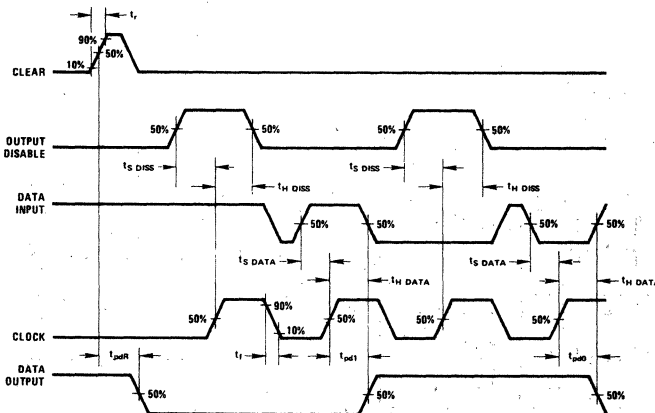 tr
90%
50%
10%
CLEAR
50%
50%
50%
50%
OUTPUT
DISABLE
tS DISS
tS DISS
tH DISS
tH DISS
DATA
INPUT
50%
50%
50%
50%
tS DATA
tS DATA
tH DATA
tH DATA
90%
50%
10%
50%
50%
50%
CLOCK
tpdR
tf
tpd1
tpd0
DATA
OUTPUT
50%
50%
50%